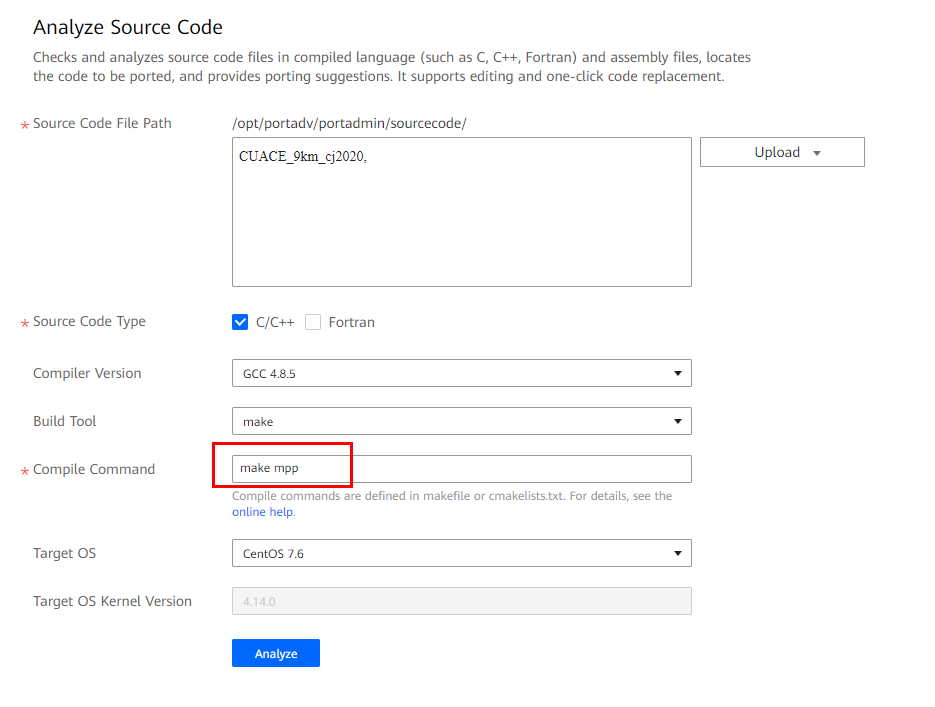 Analyze Source Code
Checks and analyzes source code files in compiled language (such as C, C++, Fortran) and assembly files, locates
the code to be ported, and provides porting suggestions. It supports editing and one-click code replacement.
* Source Code File Path
/opt/portadv/portadmin/sourcecode/
CUACE_9km_cj2020,
Upload
* Source Code Type
C/C++ Fortran
Compiler Version
GCC 4.8.5
Build Tool
make
* Compile Command
make mpp
Compile commands are defined in makefile or cmakelists.txt. For details, see the
online help.
Target OS
CentOS 7.6
Target OS Kernel Version
4.14.0
Analyze